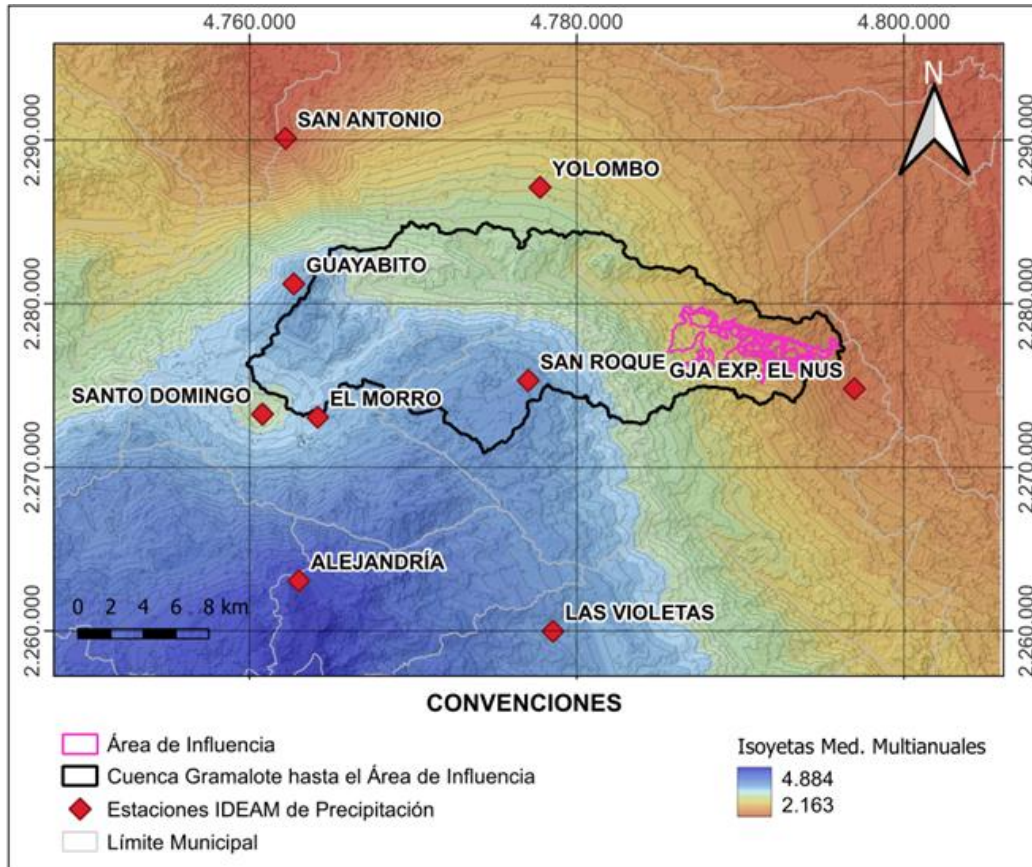 4.760.000
4.780.000
4.800.000
N
SAN ANTONIO
2.290.000
2.290.000
YOLOMBO
GUAYABITO
2.280.000
2.280.000
SAN ROQUE
GJA EXP. EL NUS
SANTO DOMINGO
EL MORRO
2.270.000
2.270.000
ALEJANDRÍA
0 2 4 6 8 km
LAS VIOLETAS
2.260.000
2.260.000
CONVENCIONES
Área de Influencia
Cuenca Gramalote hasta el Área de Influencia
Estaciones IDEAM de Precipitación
Límite Municipal
Isoyetas Med. Multianuales
4.884
2.163